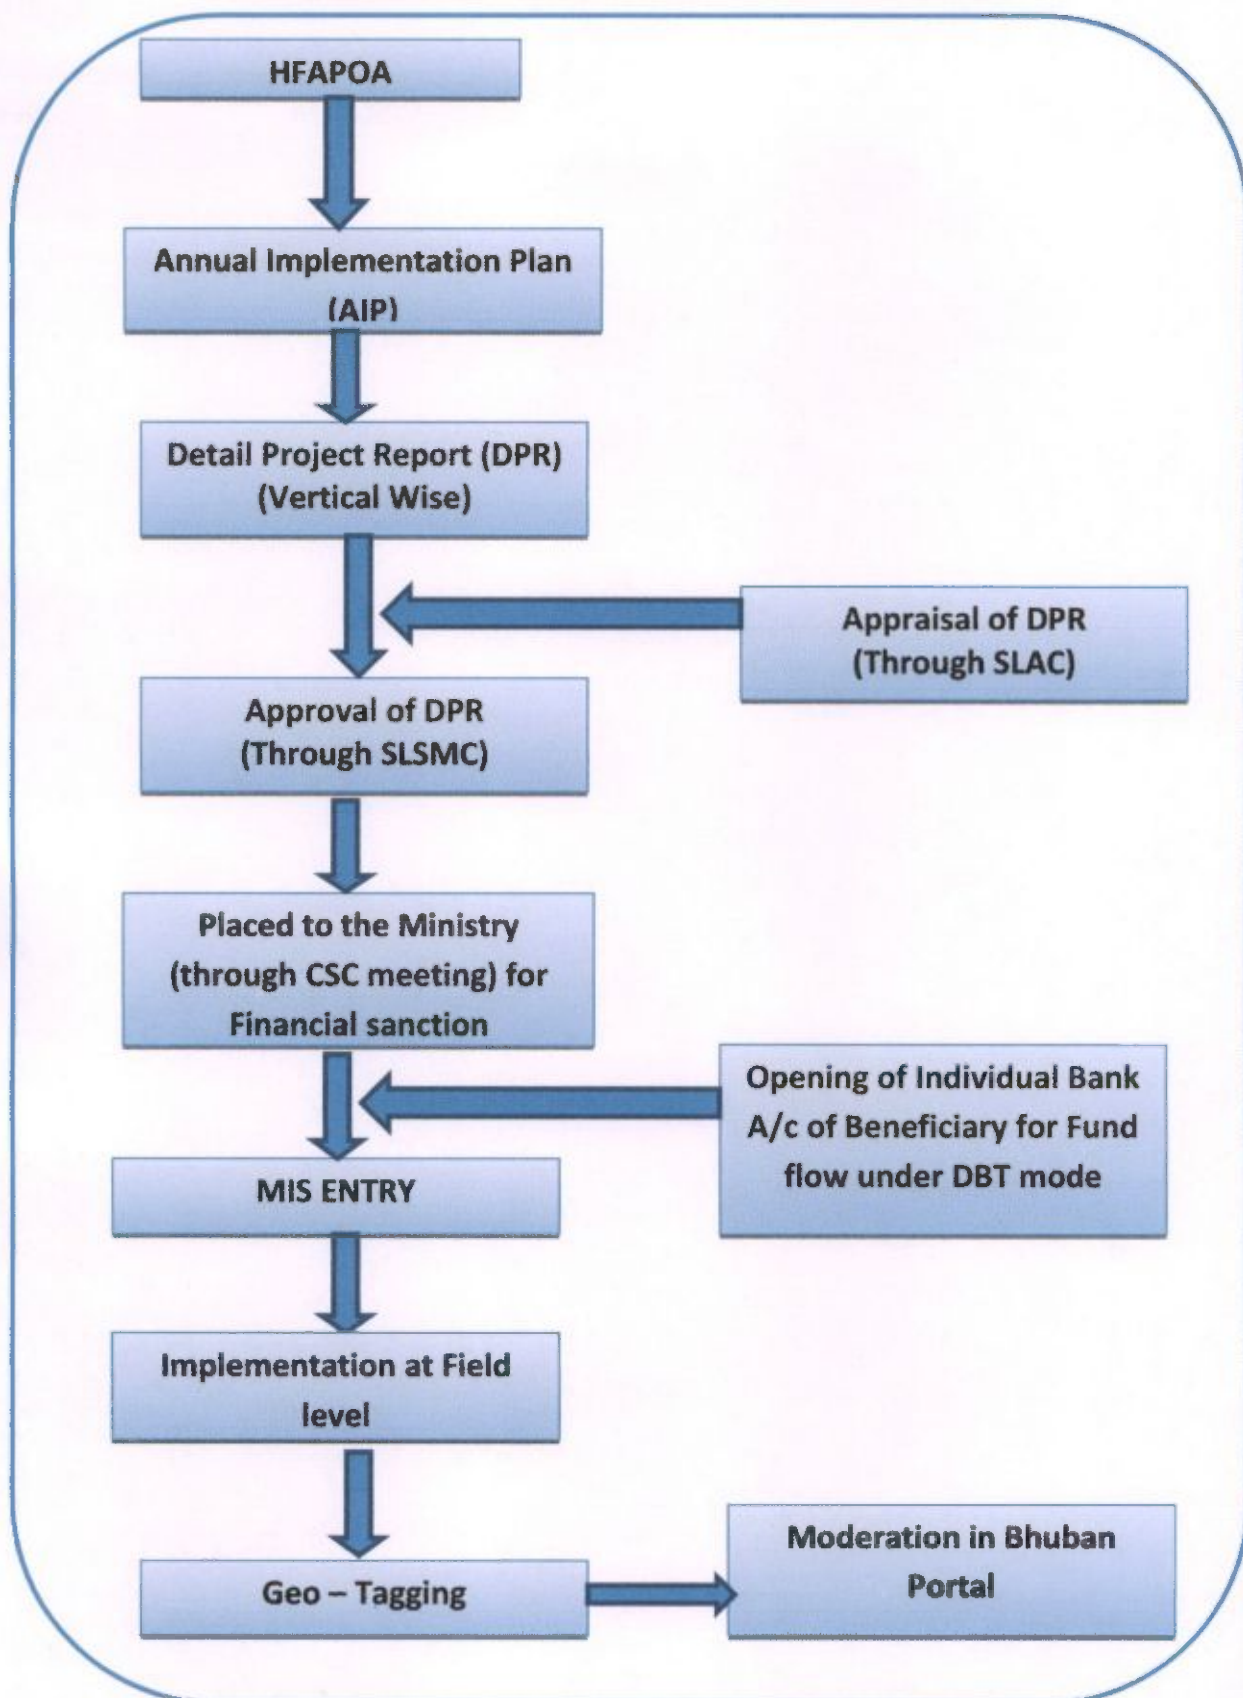 HFAPOA
Annual Implementation Plan
(AIP)
Detail Project Report (DPR)
(Vertical Wise)
Appraisal of DPR
(Through SLAC)
Approval of DPR
(Through SLSMC)
Placed to the Ministry
(through CSC meeting) for
Financial sanction
Opening of Individual Bank
A/c of Beneficiary for Fund
flow under DBT mode
MIS ENTRY
Implementation at Field
level
Geo – Tagging
Moderation in Bhuban
Portal